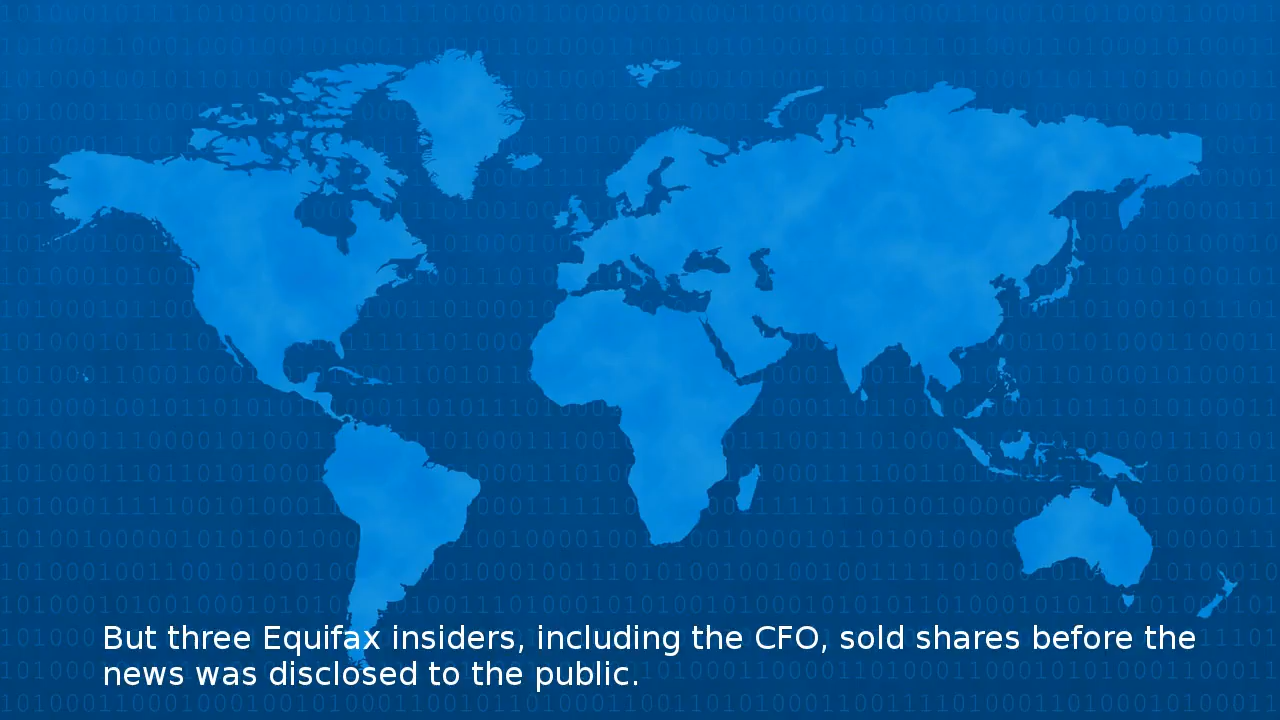 But three Equifax insiders, including the CFO, sold shares before the
news was disclosed to the public.